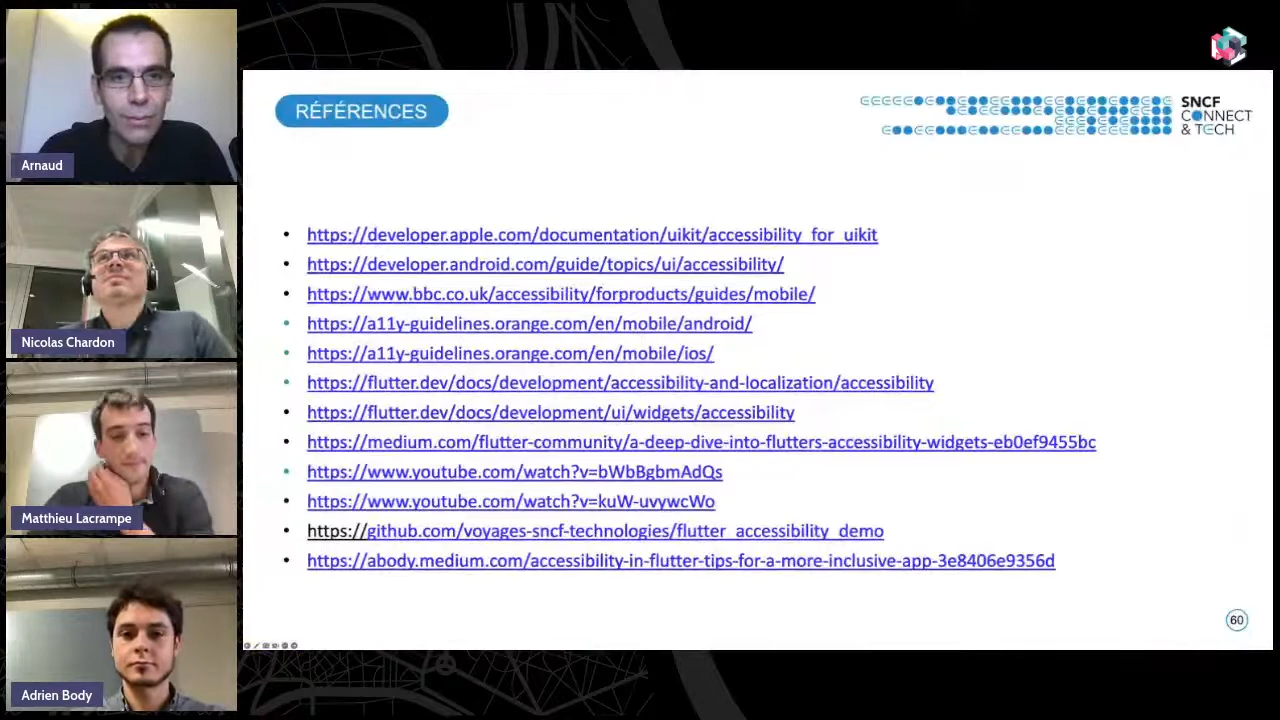 Arnaud
Nicolas Chardon
Matthieu Lacrampe
Adrien Body
RÉFÉRENCES
SNCF
CONNECT
& TECH
• https://developer.apple.com/documentation/uikit/accessibility_for_uikit
• https://developer.android.com/guide/topics/ui/accessibility/
• https://www.bbc.co.uk/accessibility/forproducts/guides/mobile/
• https://a11y-guidelines.orange.com/en/mobile/android/
• https://a11y-guidelines.orange.com/en/mobile/ios/
• https://flutter.dev/docs/development/accessibility-and-localization/accessibility
• https://flutter.dev/docs/development/ui/widgets/accessibility
• https://medium.com/flutter-community/a-deep-dive-into-flutters-accessibility-widgets-eb0ef9455bc
• https://www.youtube.com/watch?v=bWbBgbmAdQs
• https://www.youtube.com/watch?v=kuW-uvywcWo
• https://github.com/voyages-sncf-technologies/flutter_accessibility_demo
• https://abody.medium.com/accessibility-in-flutter-tips-for-a-more-inclusive-app-3e8406e9356d
60